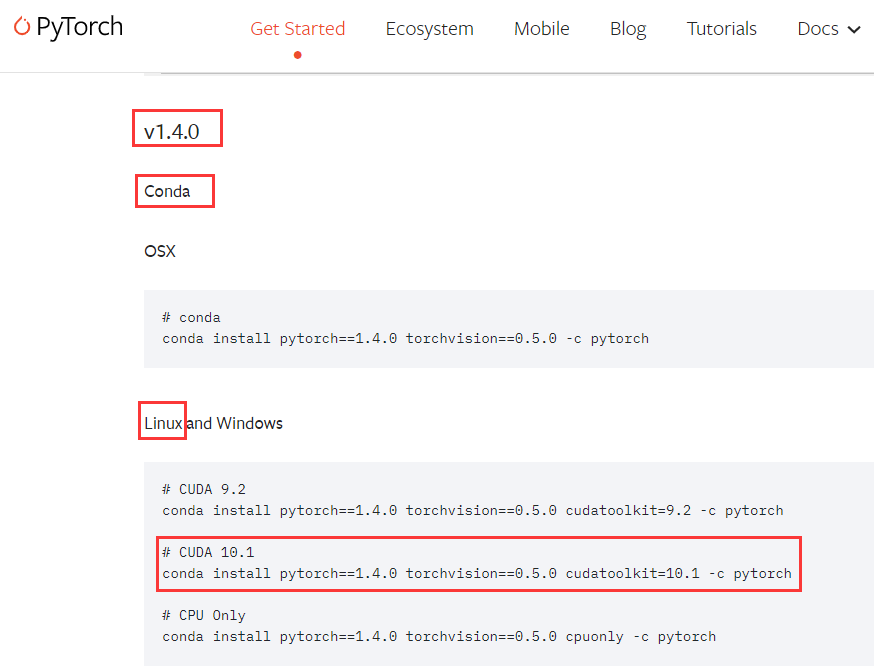 PyTorch Get Started Ecosystem Mobile Blog Tutorials Docs
v1.4.0
Conda
OSX
# conda
conda install pytorch==1.4.0 torchvision==0.5.0 -c pytorch
Linux and Windows
# CUDA 9.2
conda install pytorch==1.4.0 torchvision==0.5.0 cudatoolkit=9.2 -c pytorch
# CUDA 10.1
conda install pytorch==1.4.0 torchvision==0.5.0 cudatoolkit=10.1 -c pytorch
# CPU Only
conda install pytorch==1.4.0 torchvision==0.5.0 cpuonly -c pytorch